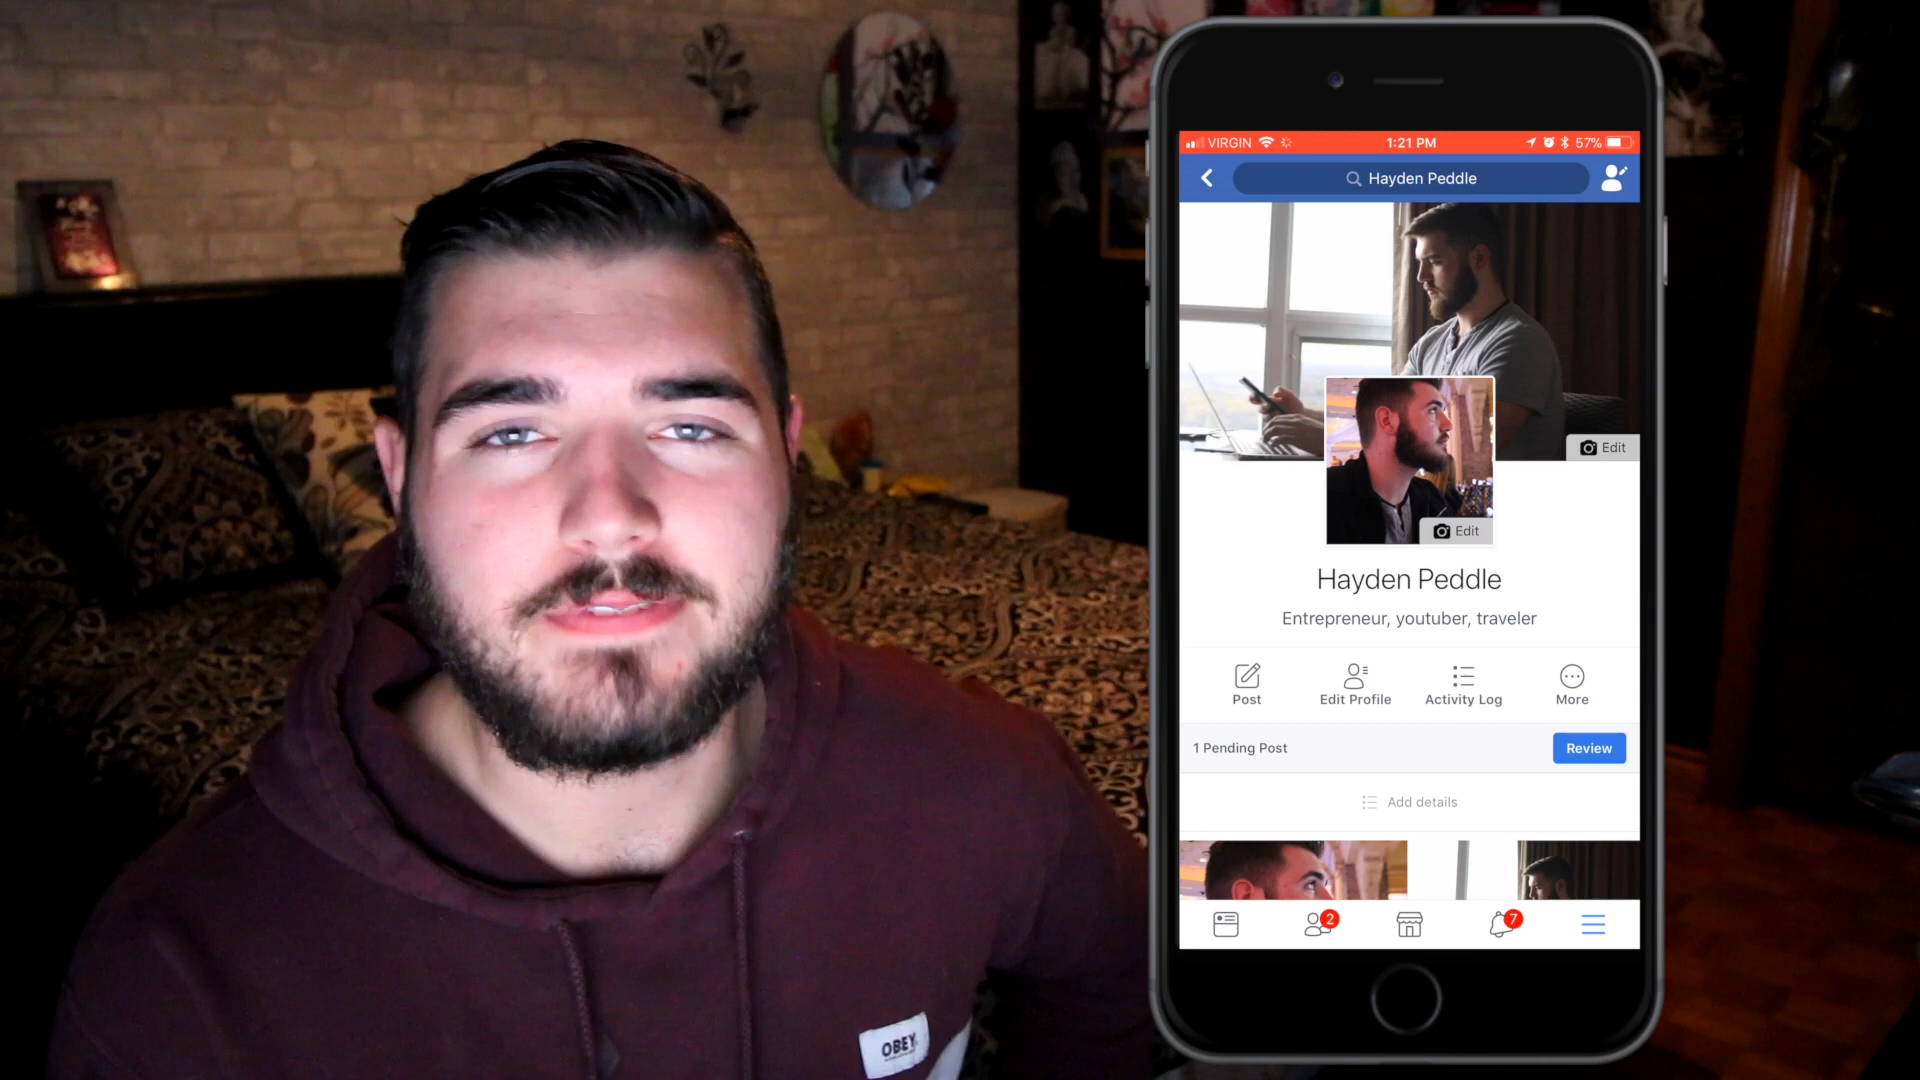 VIRGIN
1:21 PM
57%
Hayden Peddle
Edit
Edit
Hayden Peddle
Entrepreneur, youtuber, traveler
Post
Edit Profile
Activity Log
More
1 Pending Post
Review
Add details
2
7
OBEY